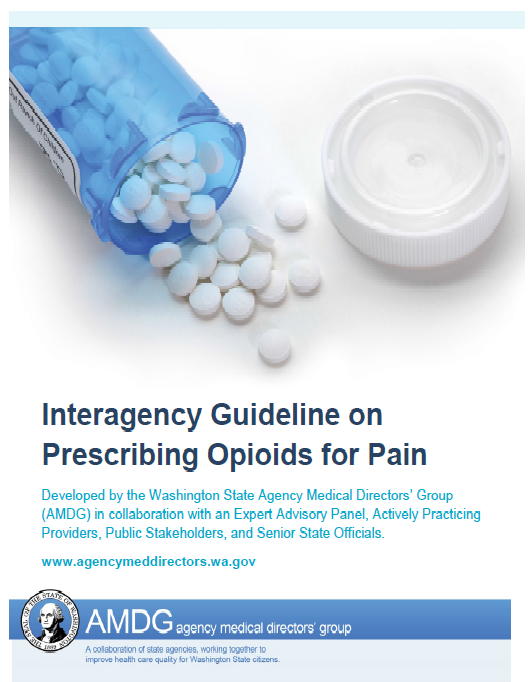 Interagency Guideline on
Prescribing Opioids for Pain
Developed by the Washington State Agency Medical Directors' Group
(AMDG) in collaboration with an Expert Advisory Panel, Actively Practicing
Providers, Public Stakeholders, and Senior State Officials.
www.agencymeddirectors.wa.gov
THE SEAL OF THE STATE OF WASHINGTON
1889
AMDG agency medical directors' group
A collaboration of state agencies, working together to
improve health care quality for Washington State citizens.